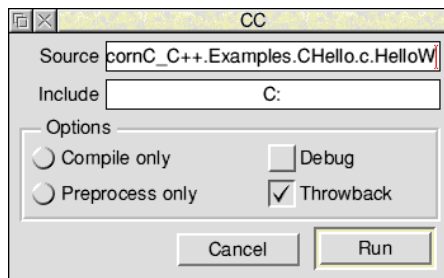 CC
Source cornC_C++.Examples.CHello.c.HelloW
Include C:
Options
Compile only Debug
Preprocess only Throwback
Cancel Run